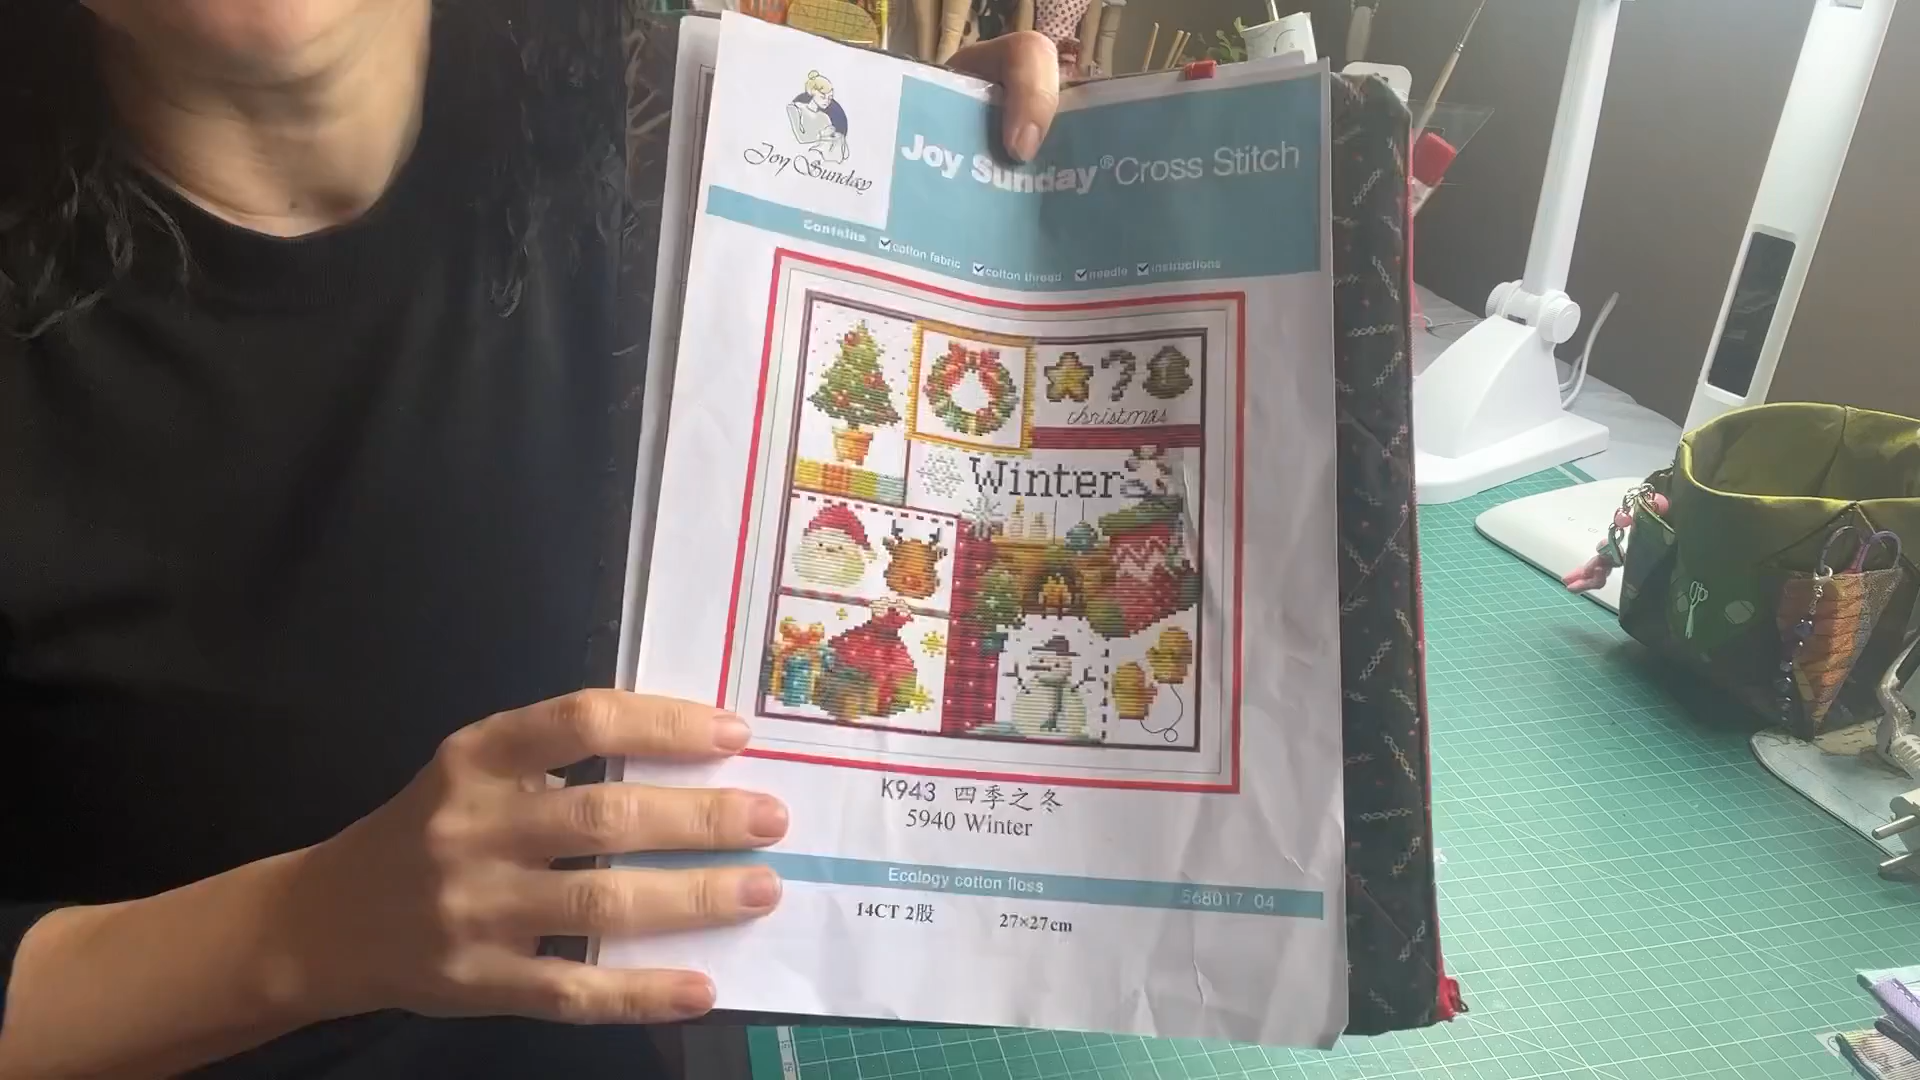 Joy Sunday
Joy Sunday® Cross Stitch
Contains ☑ cotton fabric ☑ cotton thread ☑ needle ☑ instructions
christmas
Winter
K943 四季之冬
5940 Winter
Ecology cotton floss
568017 04
14CT 2股 27×27cm